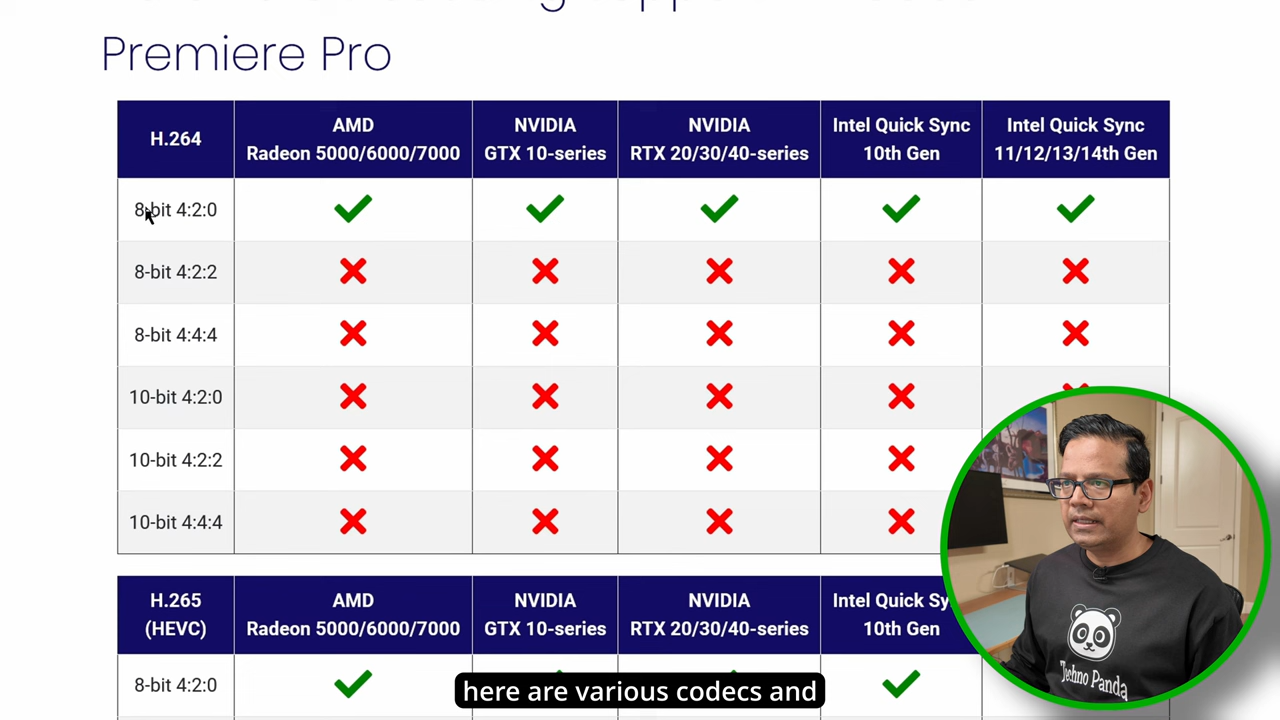 Premiere Pro
H.264
AMD
Radeon 5000/6000/7000
NVIDIA
GTX 10-series
NVIDIA
RTX 20/30/40-series
Intel Quick Sync
10th Gen
Intel Quick Sync
11/12/13/14th Gen
8-bit 4:2:0
8-bit 4:2:2
8-bit 4:4:4
10-bit 4:2:0
10-bit 4:2:2
10-bit 4:4:4
H.265
(HEVC)
AMD
Radeon 5000/6000/7000
NVIDIA
GTX 10-series
NVIDIA
RTX 20/30/40-series
Intel Quick Sy
10th Gen
8-bit 4:2:0
here are various codecs and
Techno Panda